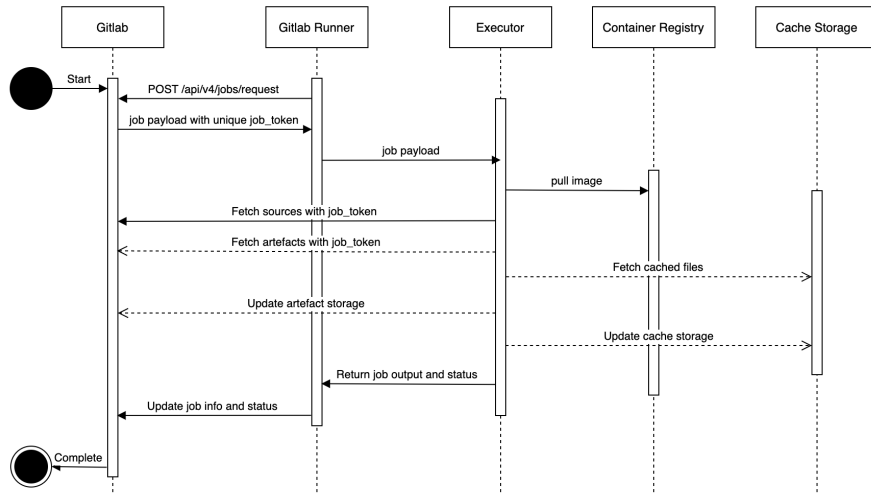 Gitlab
Gitlab Runner
Executor
Container Registry
Cache Storage
Start
POST /api/v4/jobs/request
job payload with unique job_token
job payload
pull image
Fetch sources with job_token
Fetch artefacts with job_token
Fetch cached files
Update artefact storage
Update cache storage
Return job output and status
Update job info and status
Complete